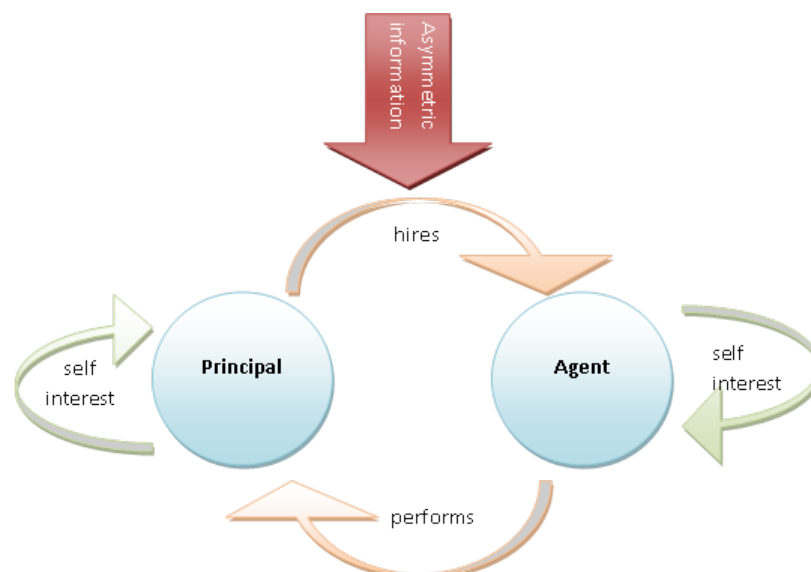 Asymmetric
information
hires
Principal
Agent
self
interest
self
interest
performs